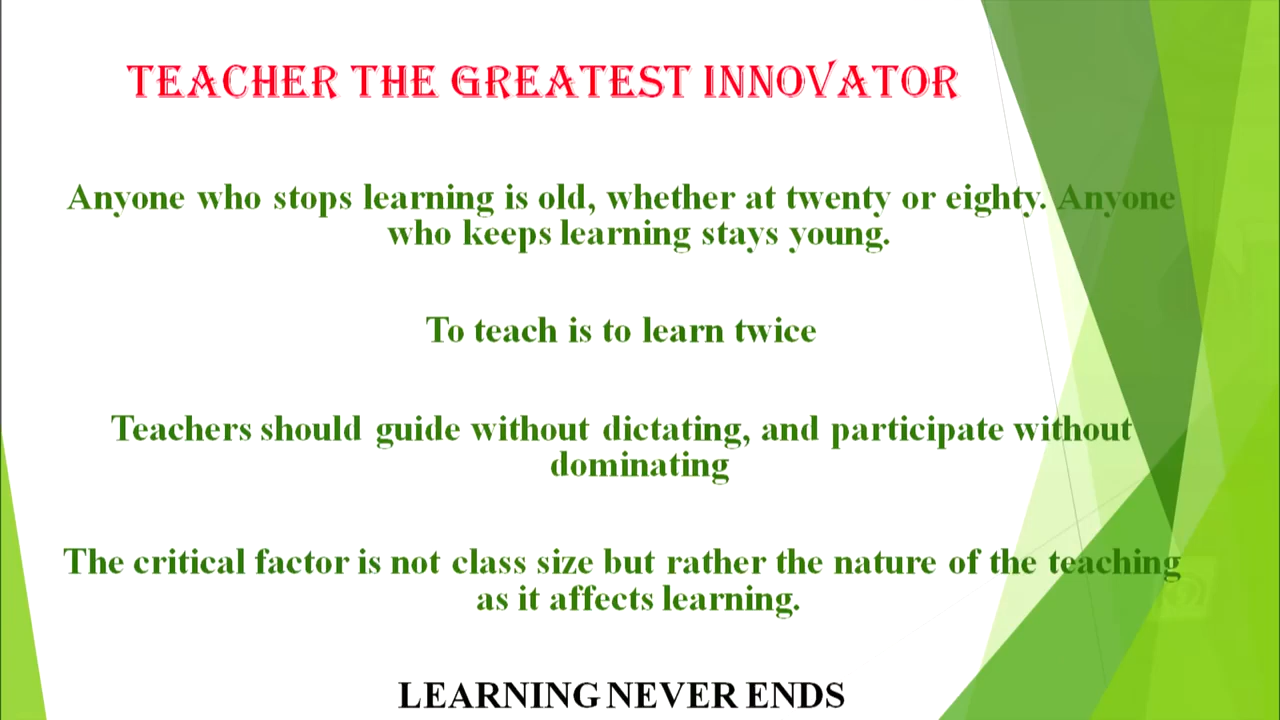 TEACHER THE GREATEST INNOVATOR
Anyone who stops learning is old, whether at twenty or eighty. Anyone
who keeps learning stays young.
To teach is to learn twice
Teachers should guide without dictating, and participate without
dominating
The critical factor is not class size but rather the nature of the teaching
as it affects learning.
LEARNING NEVER ENDS